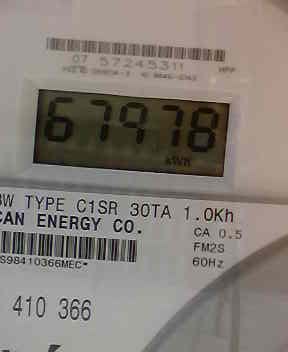 07 57245311
67978
kWh
3W TYPE C1SR 30TA 1.0Kh
CAN ENERGY CO.
CA 0.5
FM2S
60Hz
S98410366MEC*
410 366